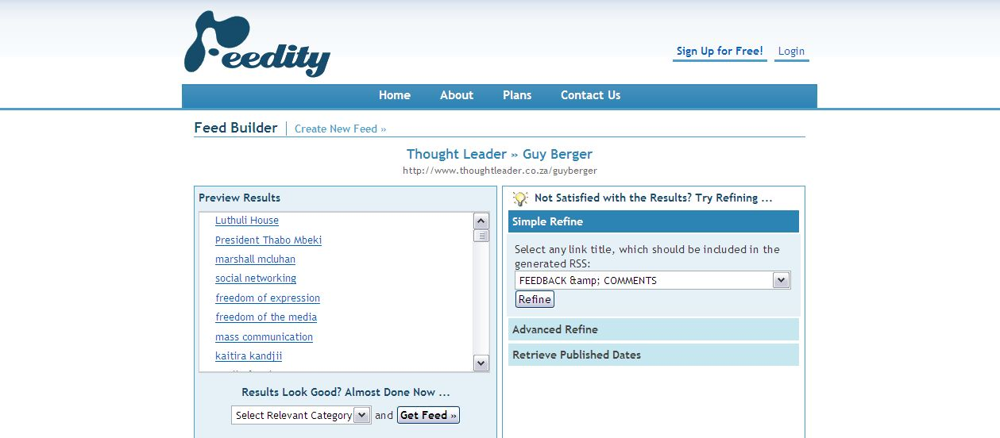 Feedity
Sign Up for Free! Login
Home About Plans Contact Us
Feed Builder Create New Feed »
Thought Leader » Guy Berger
http://www.thoughtleader.co.za/guyberger
Preview Results
Luthuli House
President Thabo Mbeki
marshall mcluhan
social networking
freedom of expression
freedom of the media
mass communication
kaitira kandjii
Results Look Good? Almost Done Now ...
Select Relevant Category and Get Feed »
Not Satisfied with the Results? Try Refining ...
Simple Refine
Select any link title, which should be included in the
generated RSS:
FEEDBACK &amp; COMMENTS
Refine
Advanced Refine
Retrieve Published Dates